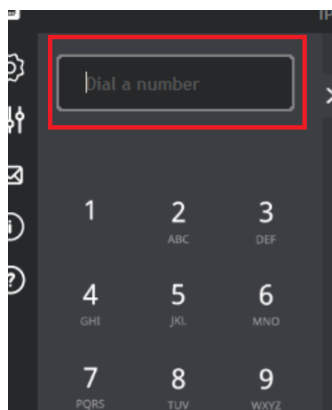 IP
Dial a number
1 2 3
ABC DEF
4 5 6
GHI JKL MNO
7 8 9
PQRS TUV WXYZ